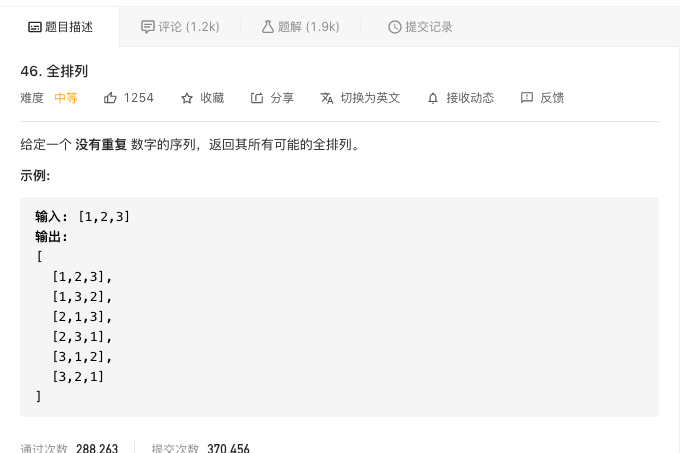 题目描述 评论 (1.2k) 题解 (1.9k) 提交记录
46. 全排列
难度 中等 1254 收藏 分享 切换为英文 接收动态 反馈
给定一个 没有重复 数字的序列，返回其所有可能的全排列。
示例:
输入: [1,2,3]
输出:
[
[1,2,3],
[1,3,2],
[2,1,3],
[2,3,1],
[3,1,2],
[3,2,1]
]
通过次数 288,263 提交次数 370,456